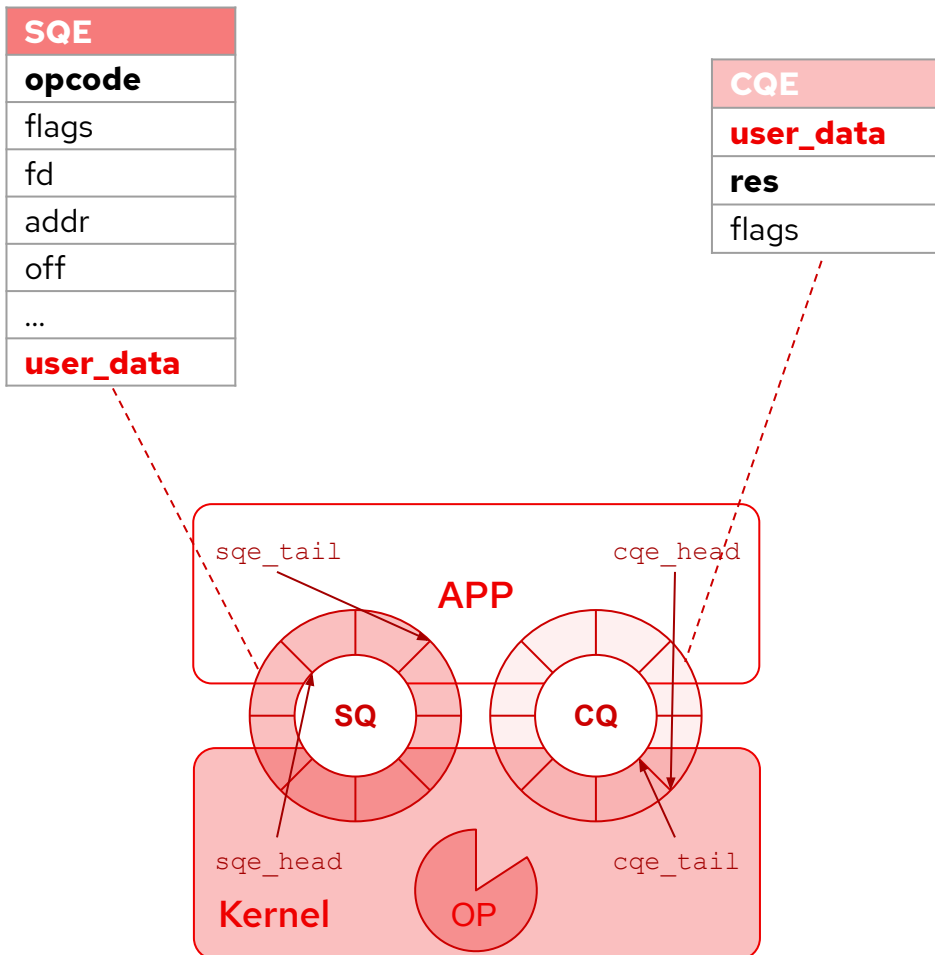 SQE
opcode
flags
fd
addr
off
...
user_data
CQE
user_data
res
flags
sqe_tail
cqe_head
APP
SQ
CQ
sqe_head
cqe_tail
Kernel
OP